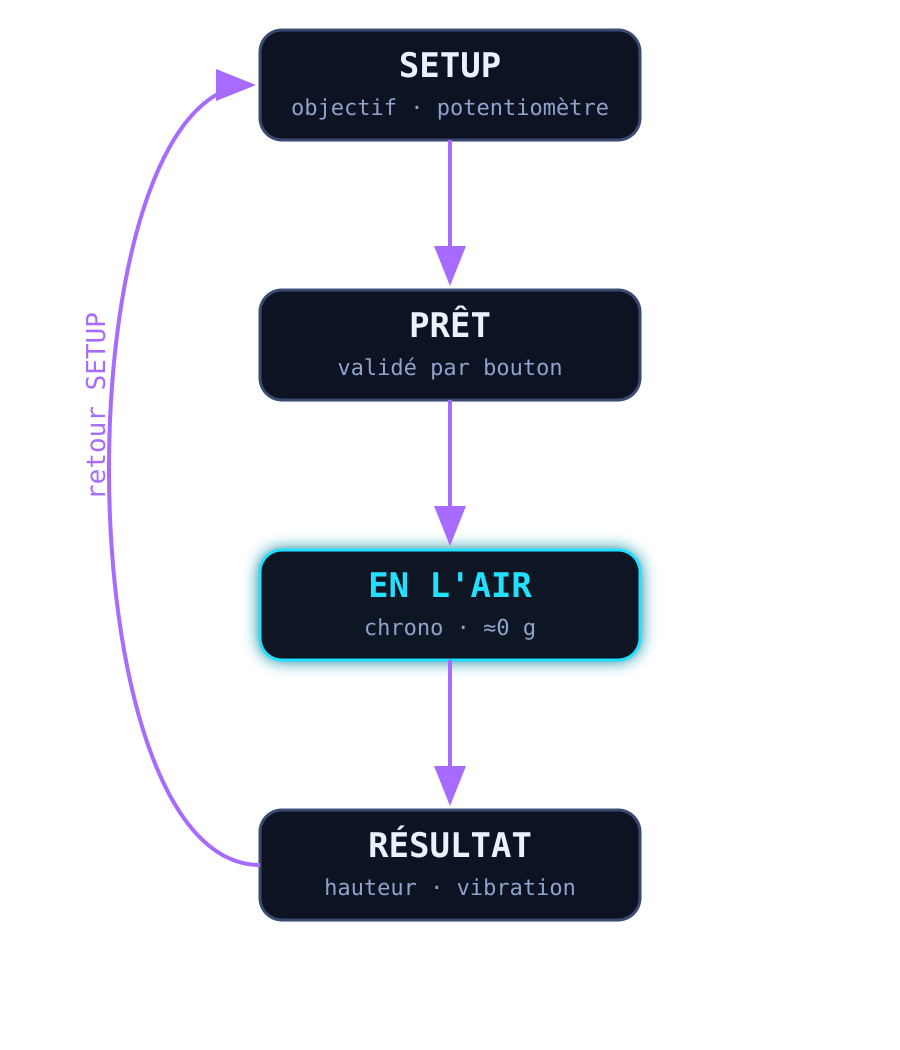 SETUP
objectif · potentiomètre
retour SETUP
PRÊT
validé par bouton
EN L'AIR
chrono · ≈0 g
RÉSULTAT
hauteur · vibration